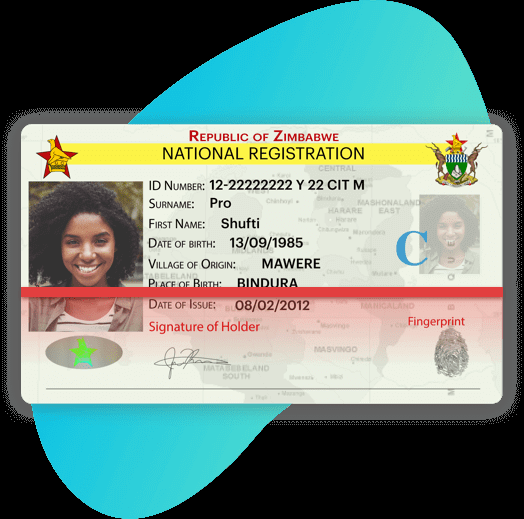 REPUBLIC OF ZIMBABWE
NATIONAL REGISTRATION
ID NUMBER: 12-22222222 Y 22 CIT M
CENTRAL
SURNAME: Pro
MASHONALAND
HARARE EAST
FIRST NAME: Shufti
DATE OF BIRTH: 13/09/1985
C
VILLAGE OF ORIGIN: MAWERE
PLACE OF BIRTH: BINDURA
DATE OF ISSUE: 08/02/2012
MANICALAND
Signature of Holder
Fingerprint
MASVINGO
MATABEBELAND
SOUTH